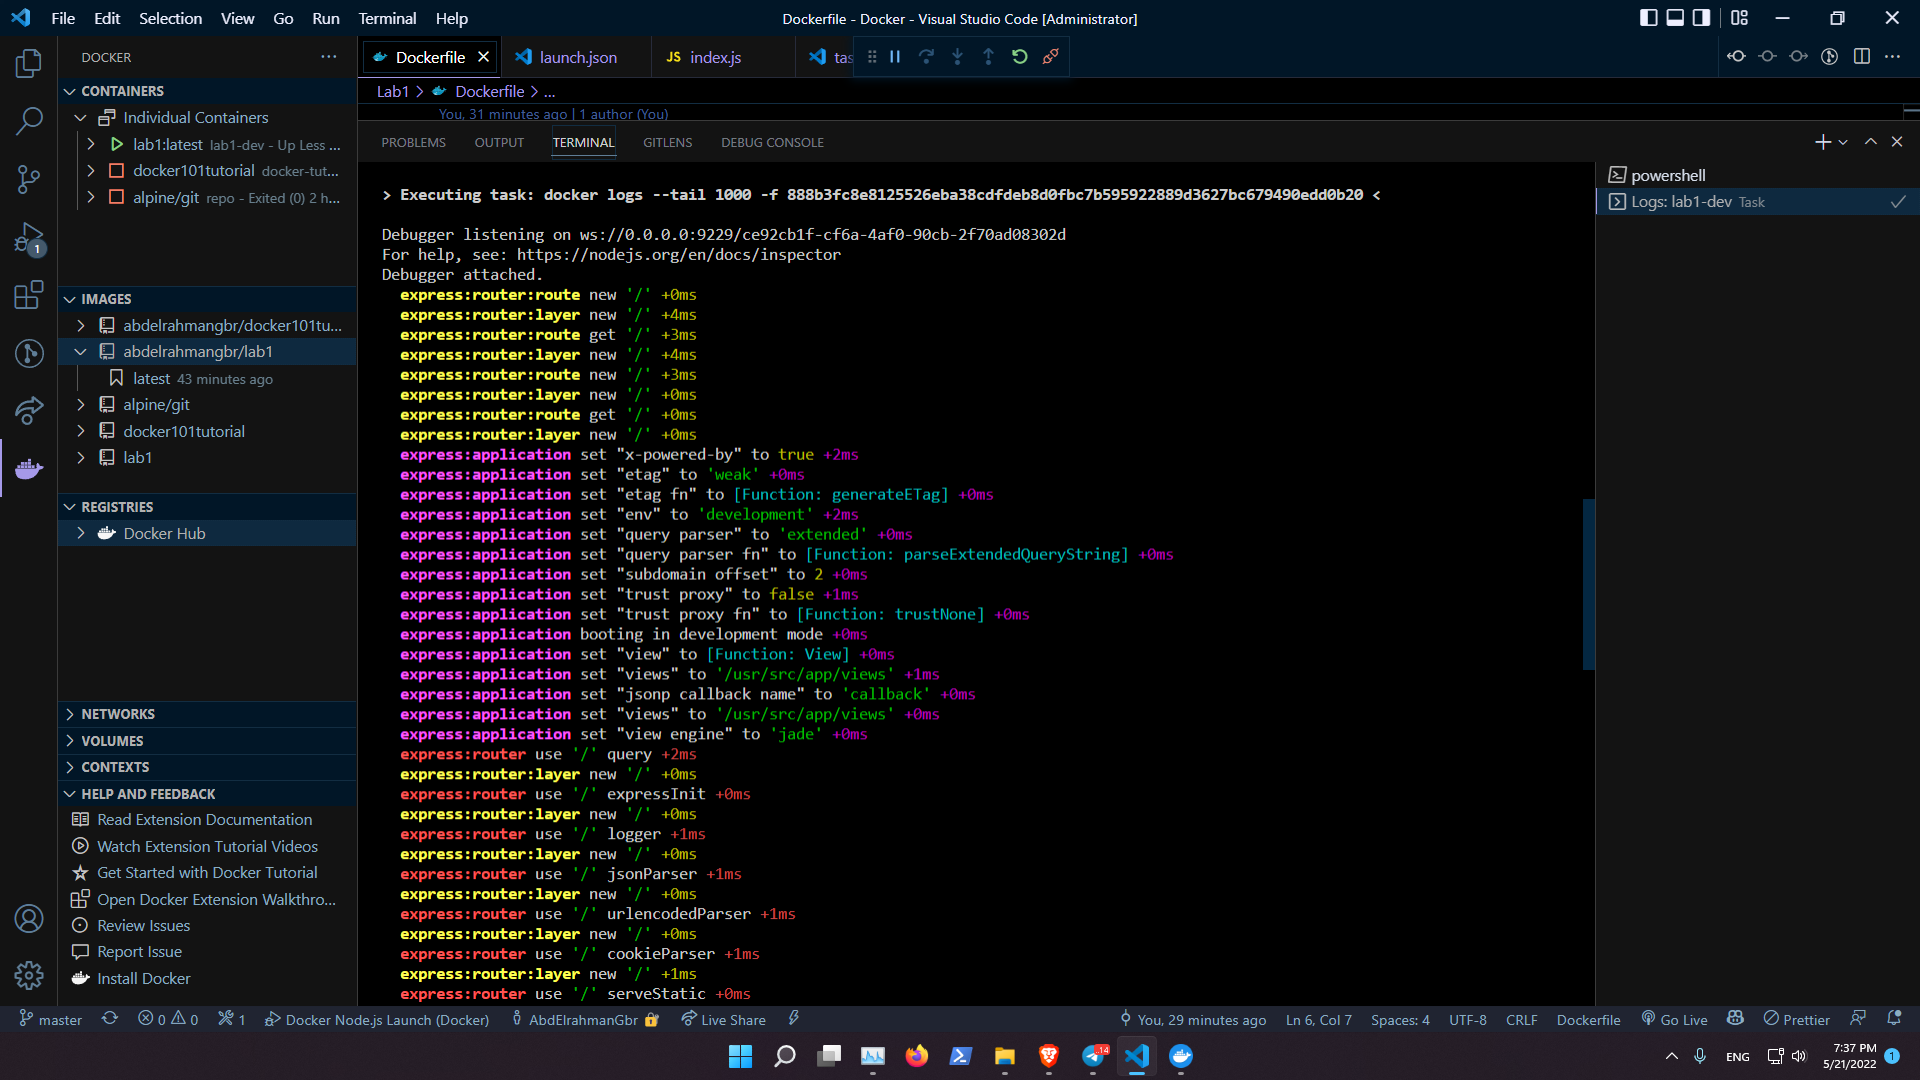 File Edit Selection View Go Run Terminal Help
Dockerfile - Docker - Visual Studio Code [Administrator]
DOCKER
Dockerfile
launch.json
JS index.js
tas
CONTAINERS
Individual Containers
lab1:latest lab1-dev - Up Less ...
docker101tutorial docker-tut...
alpine/git repo - Exited (0) 2 h...
IMAGES
abdelrahmangbr/docker101tu...
abdelrahmangbr/lab1
latest 43 minutes ago
alpine/git
docker101tutorial
lab1
REGISTRIES
Docker Hub
NETWORKS
VOLUMES
CONTEXTS
HELP AND FEEDBACK
Read Extension Documentation
Watch Extension Tutorial Videos
Get Started with Docker Tutorial
Open Docker Extension Walkthro...
Review Issues
Report Issue
Install Docker
1
Lab1 > Dockerfile > ...
You, 31 minutes ago | 1 author (You)
PROBLEMS OUTPUT TERMINAL GITLENS DEBUG CONSOLE
> Executing task: docker logs --tail 1000 -f 888b3fc8e8125526eba38cdfdeb8d0fbc7b595922889d3627bc679490edd0b20 <
Debugger listening on ws://0.0.0.0:9229/ce92cb1f-cf6a-4af0-90cb-2f70ad08302d
For help, see: https://nodejs.org/en/docs/inspector
Debugger attached.
express:router:route new '/' +0ms
express:router:layer new '/' +4ms
express:router:route get '/' +3ms
express:router:layer new '/' +4ms
express:router:route new '/' +3ms
express:router:layer new '/' +0ms
express:router:route get '/' +0ms
express:router:layer new '/' +0ms
express:application set "x-powered-by" to true +2ms
express:application set "etag" to 'weak' +0ms
express:application set "etag fn" to [Function: generateETag] +0ms
express:application set "env" to 'development' +2ms
express:application set "query parser" to 'extended' +0ms
express:application set "query parser fn" to [Function: parseExtendedQueryString] +0ms
express:application set "subdomain offset" to 2 +0ms
express:application set "trust proxy" to false +1ms
express:application set "trust proxy fn" to [Function: trustNone] +0ms
express:application booting in development mode +0ms
express:application set "view" to [Function: View] +0ms
express:application set "views" to '/usr/src/app/views' +1ms
express:application set "jsonp callback name" to 'callback' +0ms
express:application set "views" to '/usr/src/app/views' +0ms
express:application set "view engine" to 'jade' +0ms
express:router use '/' query +2ms
express:router:layer new '/' +0ms
express:router use '/' expressInit +0ms
express:router:layer new '/' +0ms
express:router use '/' logger +1ms
express:router:layer new '/' +0ms
express:router use '/' jsonParser +1ms
express:router:layer new '/' +0ms
express:router use '/' urlencodedParser +1ms
express:router:layer new '/' +0ms
express:router use '/' cookieParser +1ms
express:router:layer new '/' +1ms
express:router use '/' serveStatic +0ms
powershell
Logs: lab1-dev Task
master 0 0 1 Docker Node.js Launch (Docker) AbdElrahmanGbr Live Share
You, 29 minutes ago Ln 6, Col 7 Spaces: 4 UTF-8 CRLF Dockerfile Go Live Prettier
14
ENG
7:37 PM
5/21/2022
1